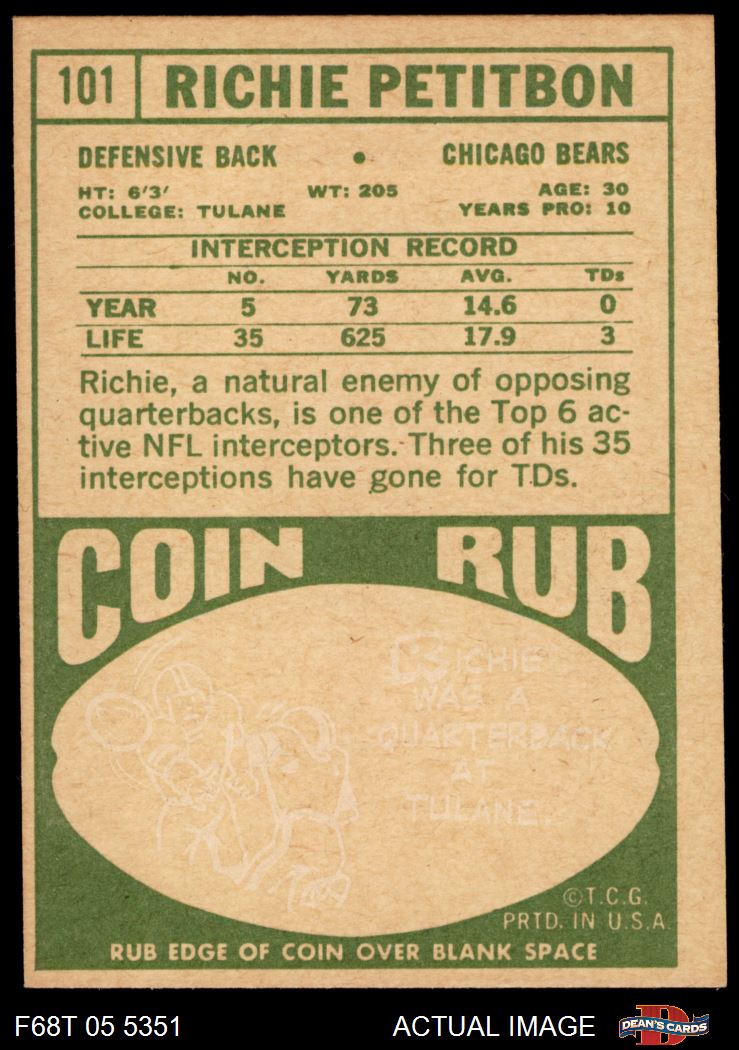 101 RICHIE PETITBON
DEFENSIVE BACK • CHICAGO BEARS
HT: 6'3' WT: 205 AGE: 30
COLLEGE: TULANE YEARS PRO: 10
INTERCEPTION RECORD
NO. YARDS AVG. TDs
YEAR 5 73 14.6 0
LIFE 35 625 17.9 3
Richie, a natural enemy of opposing
quarterbacks, is one of the Top 6 ac-
tive NFL interceptors. Three of his 35
interceptions have gone for TDs.
COIN RUB
RICHIE
WAS A
QUARTERBACK
AT
TULANE.
©T.C.G.
PRTD. IN U.S.A.
RUB EDGE OF COIN OVER BLANK SPACE
F68T 05 5351 ACTUAL IMAGE D DEAN'S CARDS